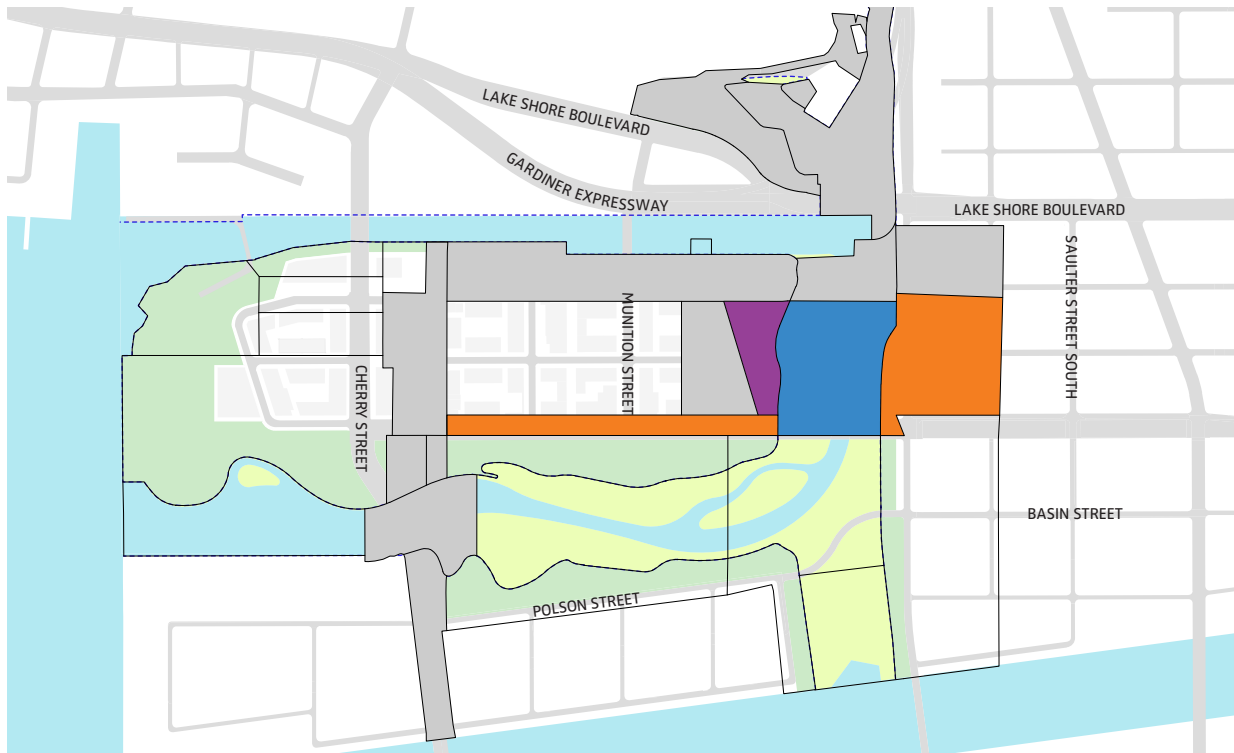 LAKE SHORE BOULEVARD
GARDINER EXPRESSWAY
LAKE SHORE BOULEVARD
SAULTER STREET SOUTH
MUNITION STREET
CHERRY STREET
BASIN STREET
POLSON STREET